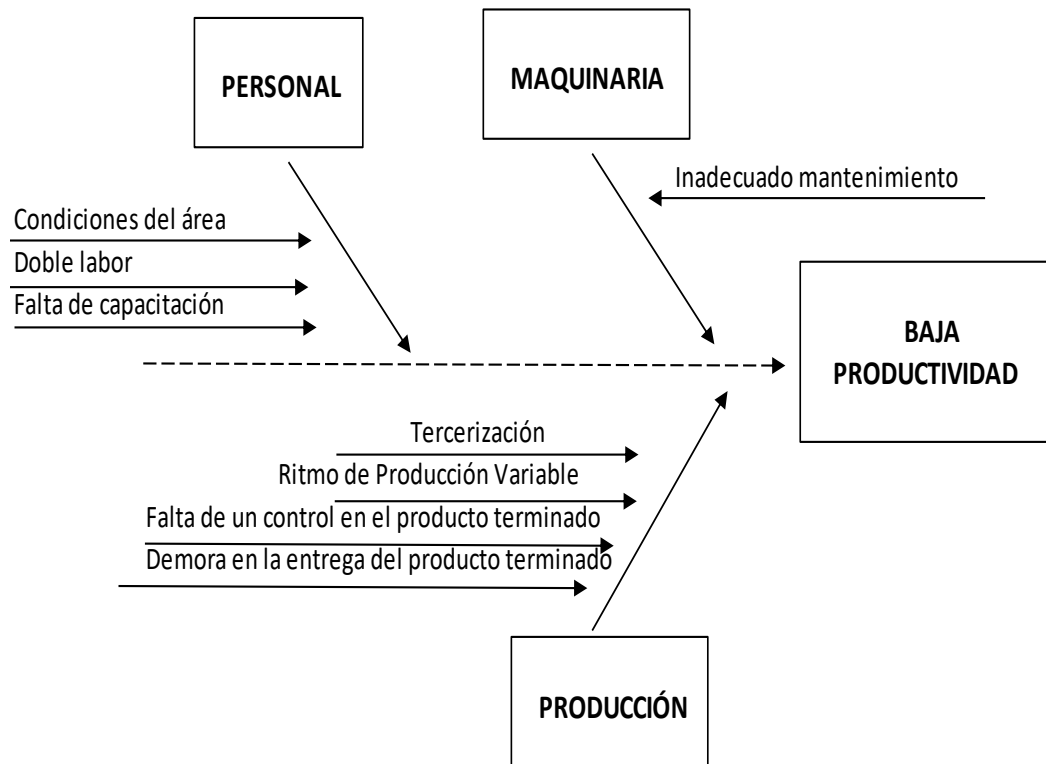 PERSONAL
MAQUINARIA
Inadecuado mantenimiento
Condiciones del área
Doble labor
Falta de capacitación
BAJA
PRODUCTIVIDAD
Tercerización
Ritmo de Producción Variable
Falta de un control en el producto terminado
Demora en la entrega del producto terminado
PRODUCCIÓN